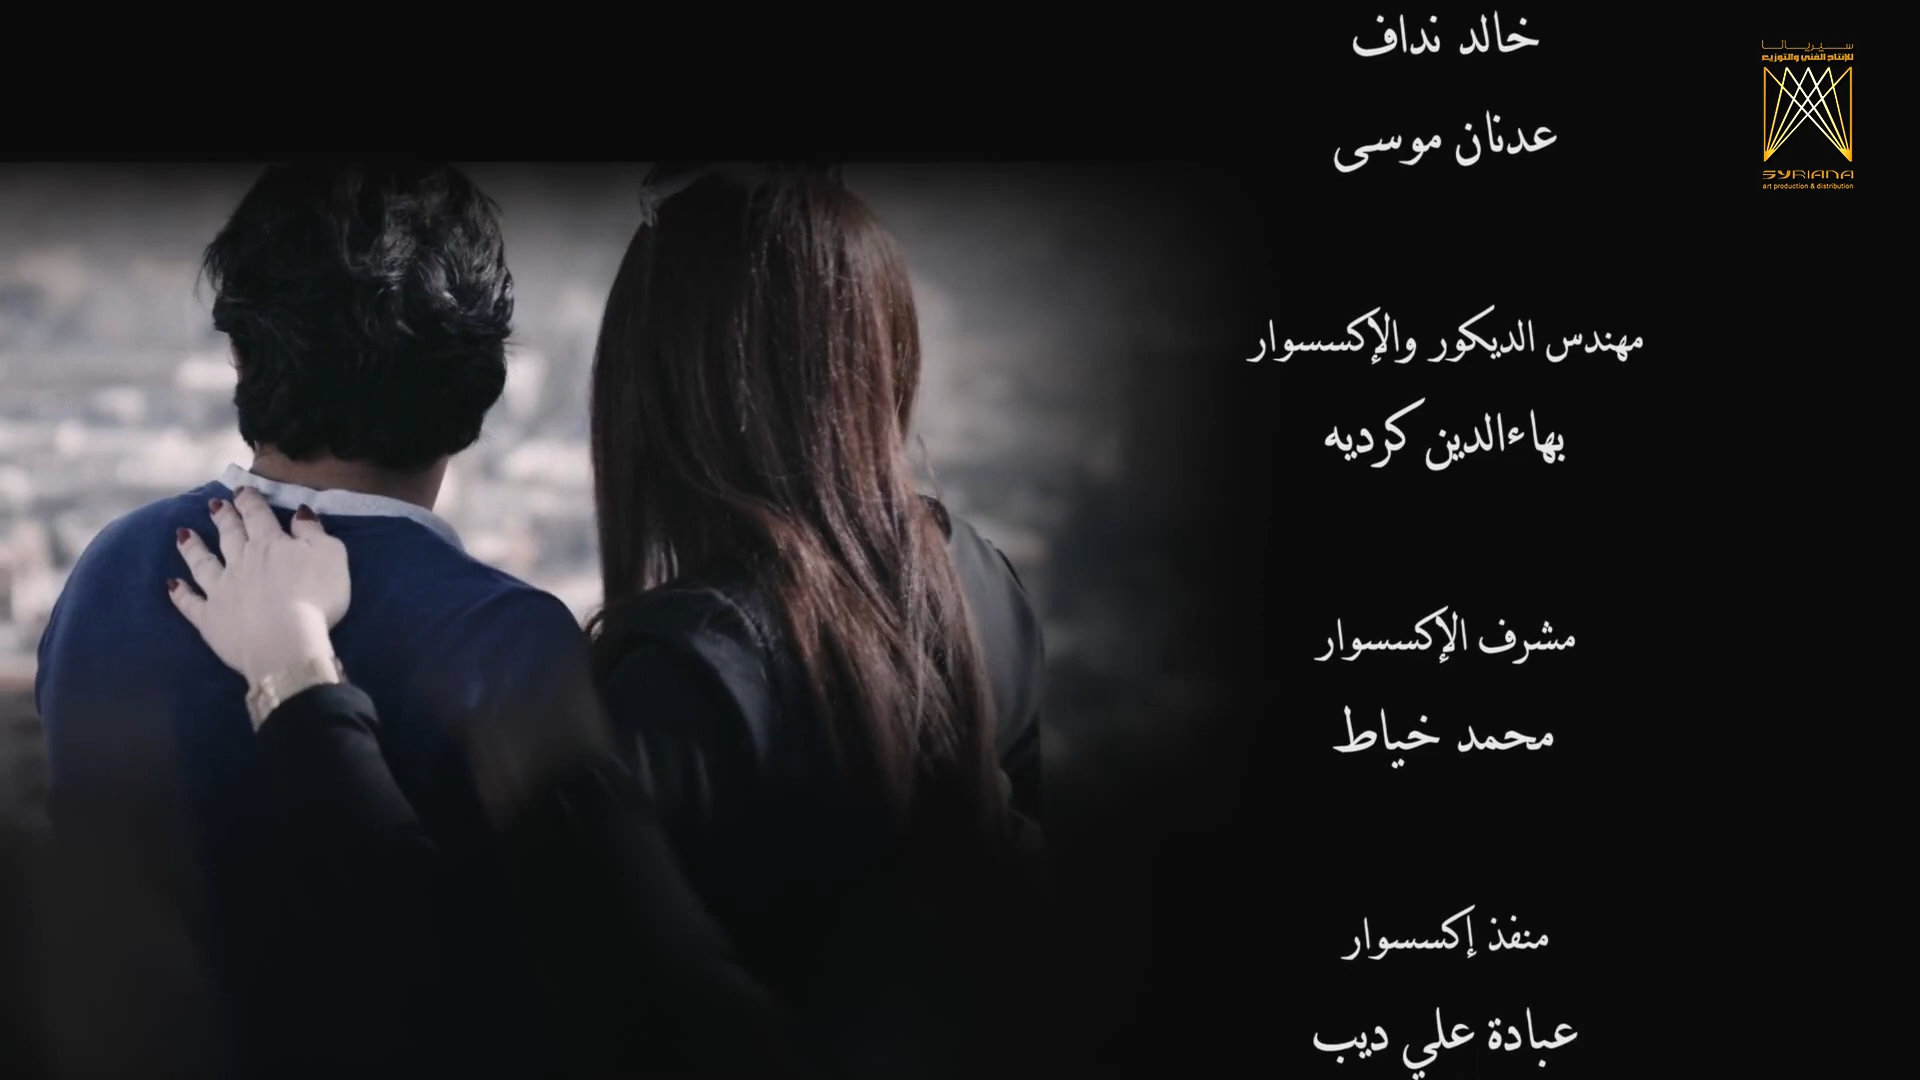 خالد نداف
عدنان موسى
مهندس الديكور والإكسسوار
بهاءالدين كرديه
مشرف الإكسسوار
محمد خياط
منفذ إكسسوار
عبادة علي ديب
سيريانا
للإنتاج الفني والتوزيع
SYRIANA
art production & distribution